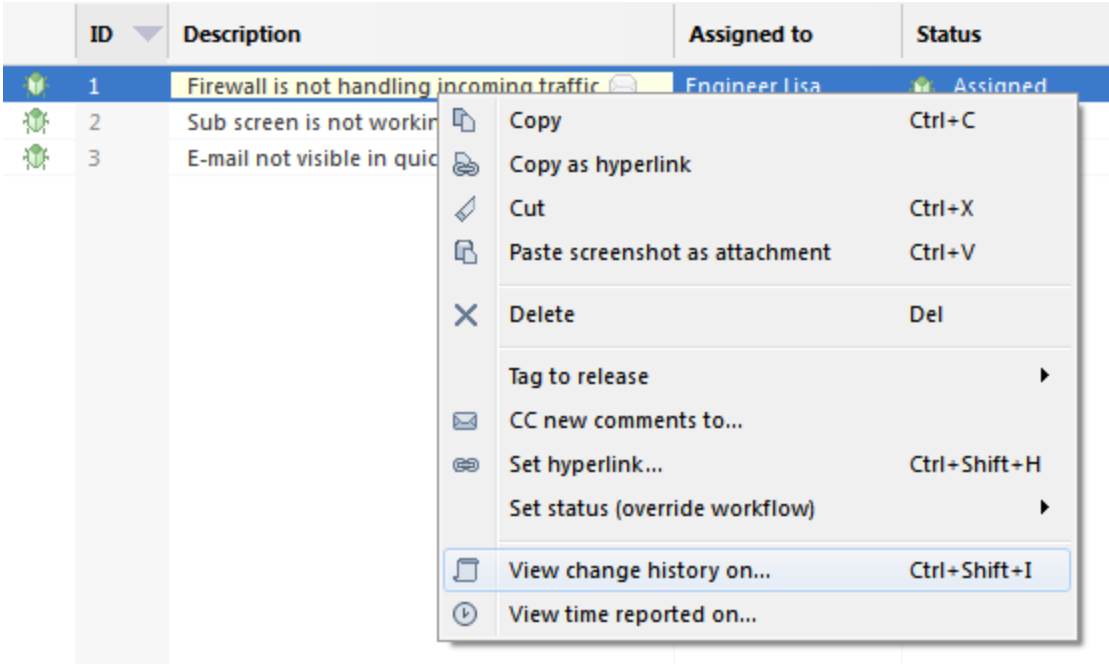 ID Description Assigned to Status
1 Firewall is not handling incoming traffic Engineer Lisa Assigned
2 Sub screen is not
3 E-mail not visible in
Copy Ctrl+C
Copy as hyperlink
Cut Ctrl+X
Paste screenshot as attachment Ctrl+V
Delete Del
Tag to release
CC new comments to...
Set hyperlink... Ctrl+Shift+H
Set status (override workflow)
View change history on... Ctrl+Shift+I
View time reported on...